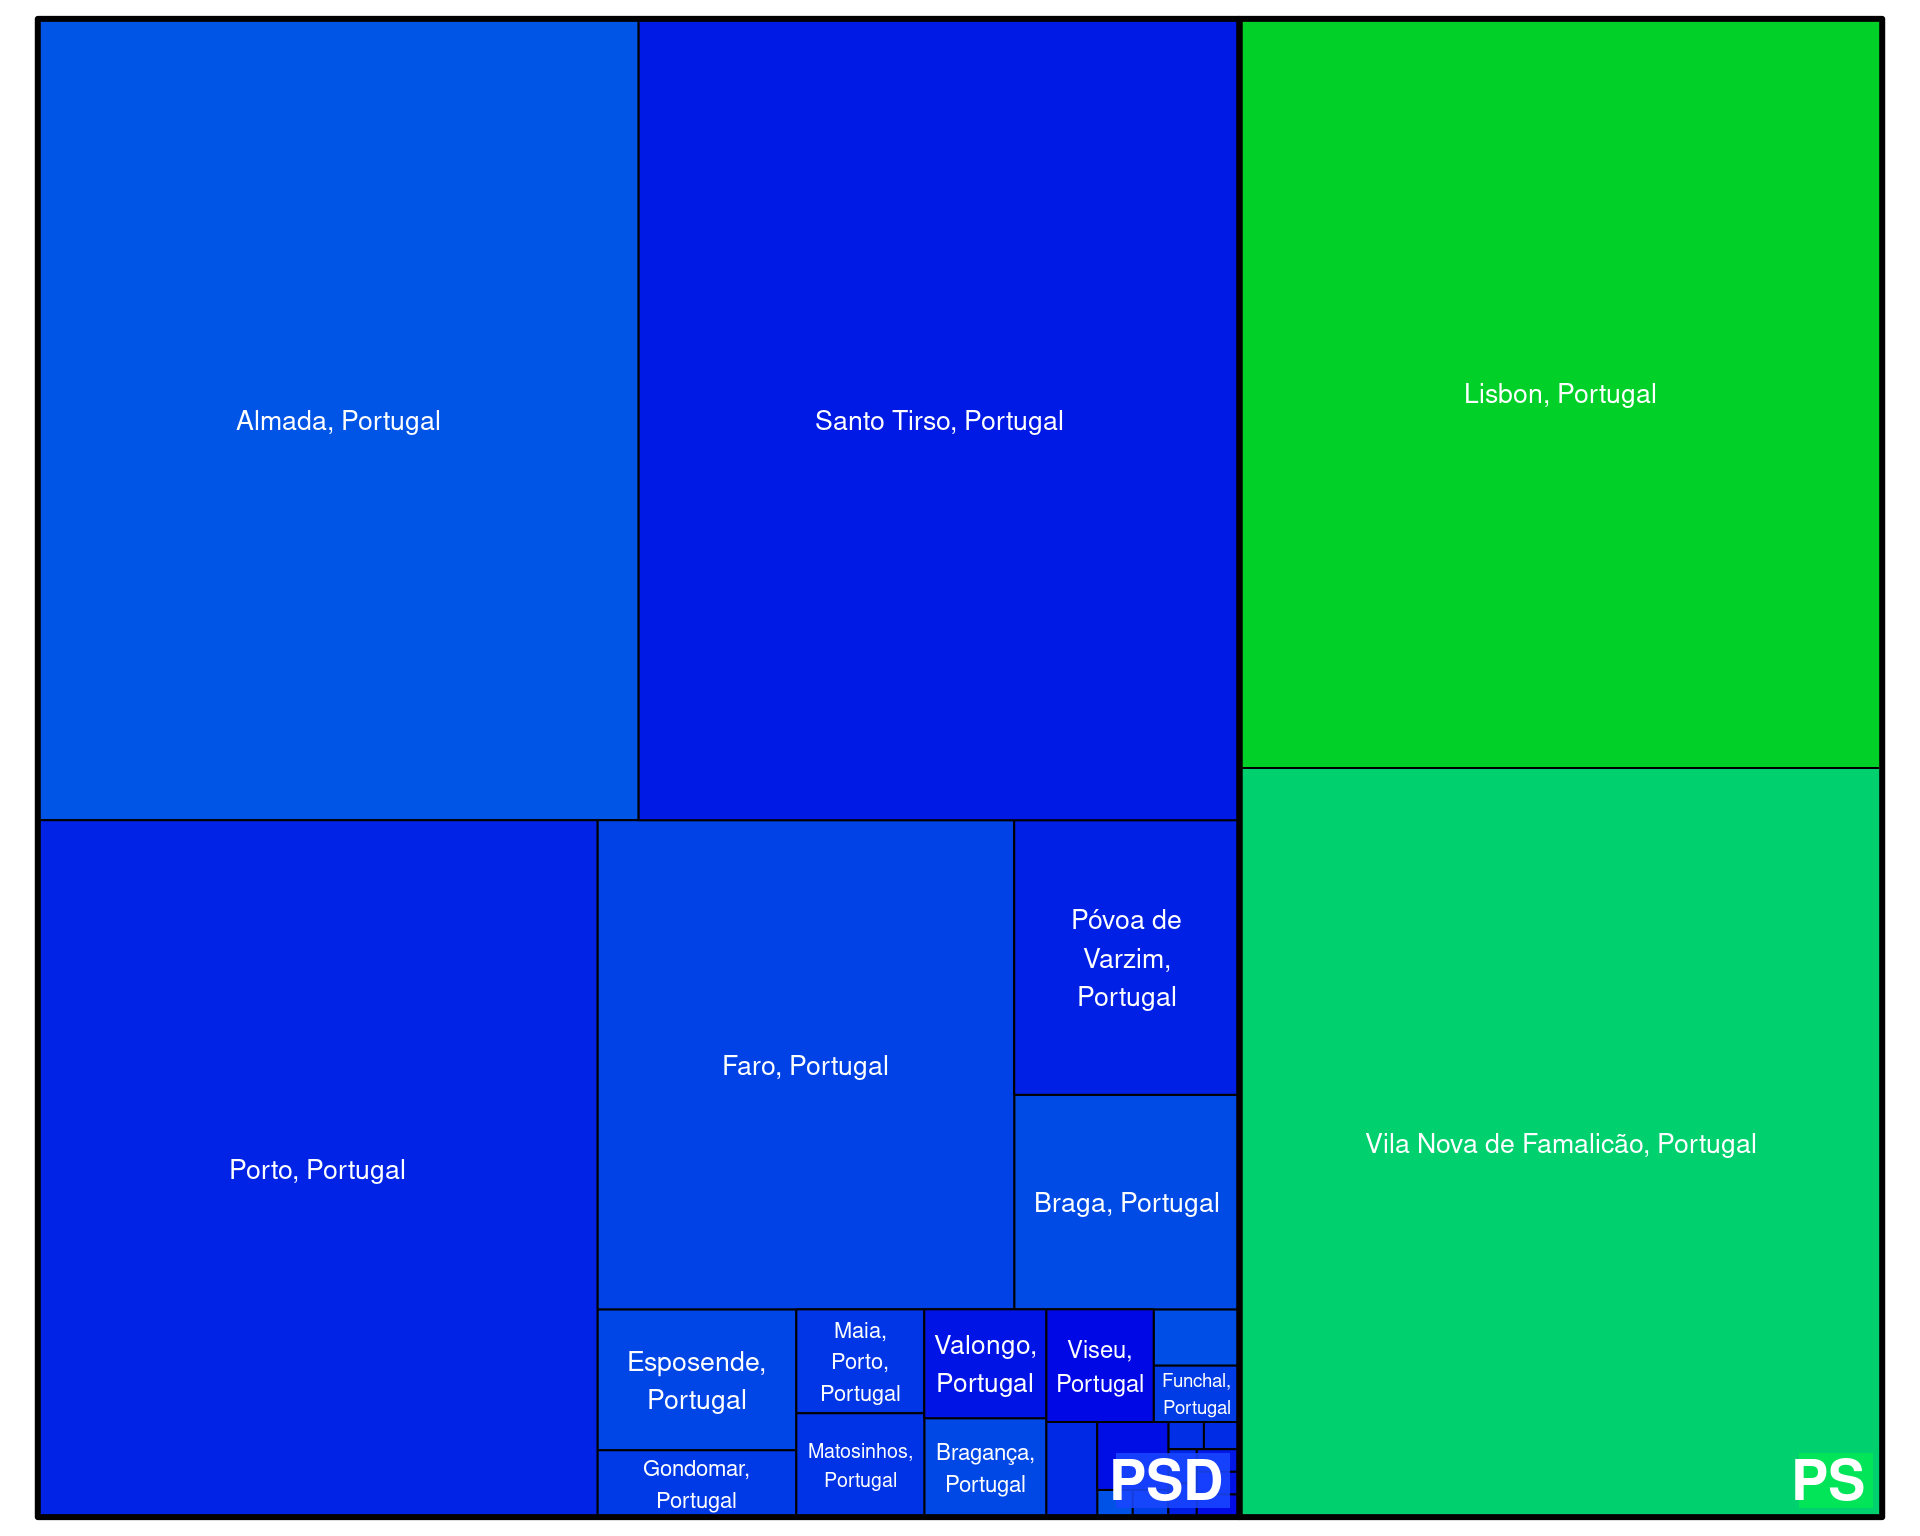 Almada, Portugal
Santo Tirso, Portugal
Lisbon, Portugal
Porto, Portugal
Faro, Portugal
Póvoa de
Varzim,
Portugal
Braga, Portugal
Vila Nova de Famalicão, Portugal
Esposende,
Portugal
Gondomar,
Portugal
Maia,
Porto,
Portugal
Matosinhos,
Portugal
Valongo,
Portugal
Bragança,
Portugal
Viseu,
Portugal
Funchal,
Portugal
PSD
PS